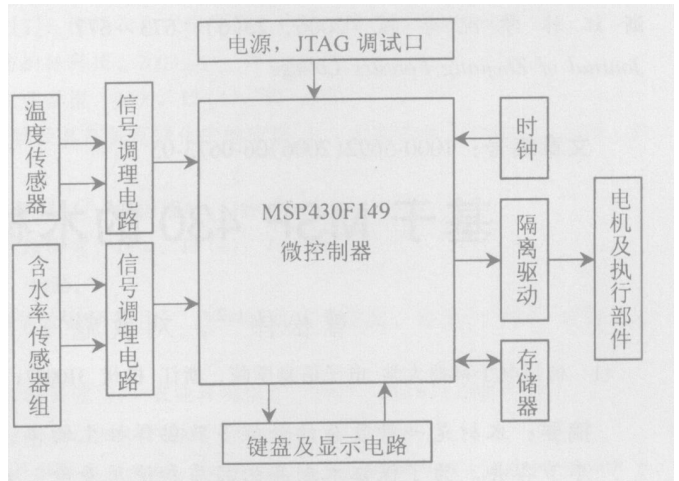 电源，JTAG 调试口
温度传感器
信号调理电路
MSP430F149
微控制器
时钟
隔离驱动
电机及执行部件
含水率传感器组
信号调理电路
存储器
键盘及显示电路